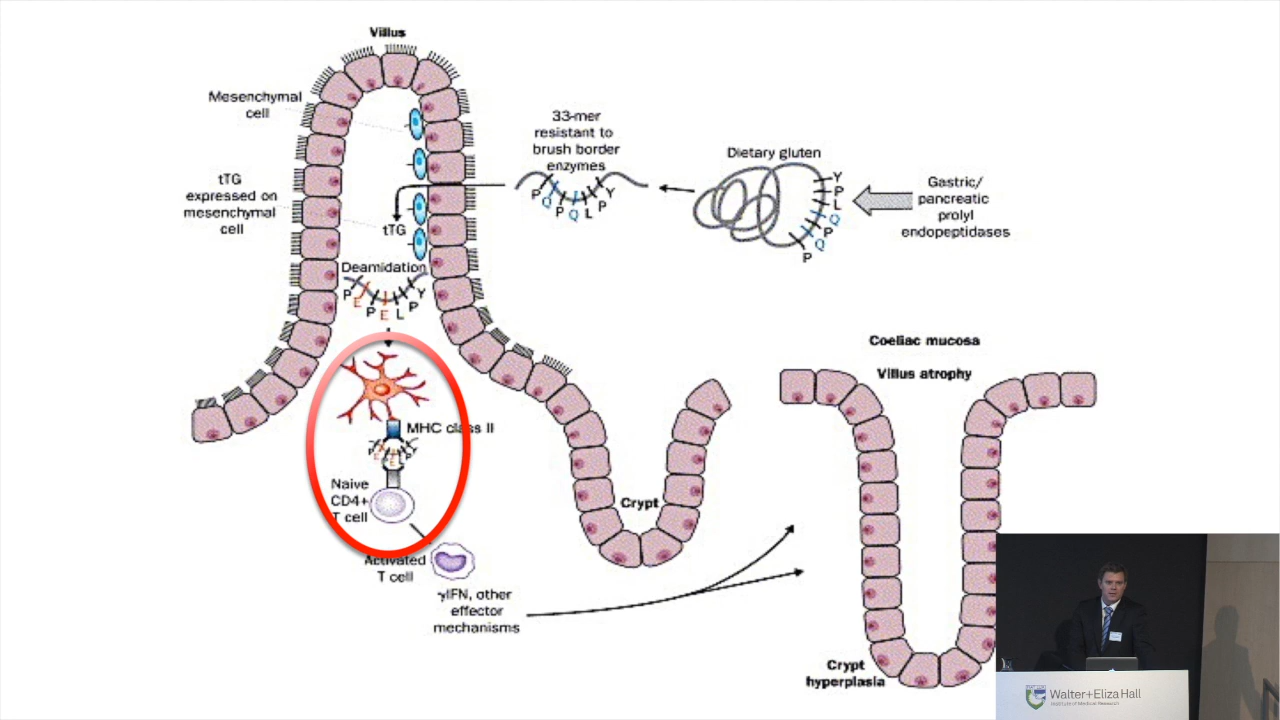 Villus
Mesenchymal
cell
tTG
expressed on
mesenchymal
cell
33-mer
resistant to
brush border
enzymes
P
Q
P
Q
L
P
Y
Dietary gluten
Y
P
L
Q
P
Q
P
Gastric/
pancreatic
prolyl
endopeptidases
tTG
Deamidation
P
E
P
E
L
P
Y
MHC class II
Naive
CD4+
T cell
Activated
T cell
γIFN, other
effector
mechanisms
Crypt
Coeliac mucosa
Villus atrophy
Crypt
hyperplasia
Walter+Eliza Hall
Institute of Medical Research